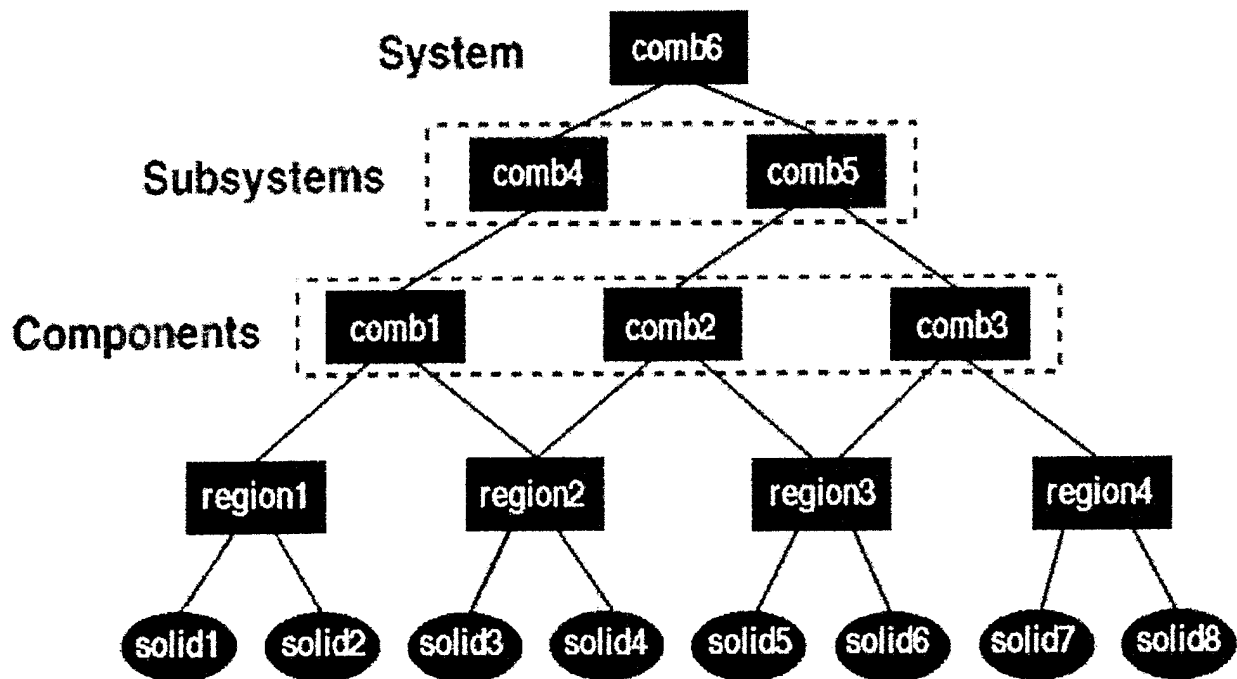 System
comb6
Subsystems
comb4
comb5
Components
comb1
comb2
comb3
region1
region2
region3
region4
solid1
solid2
solid3
solid4
solid5
solid6
solid7
solid8